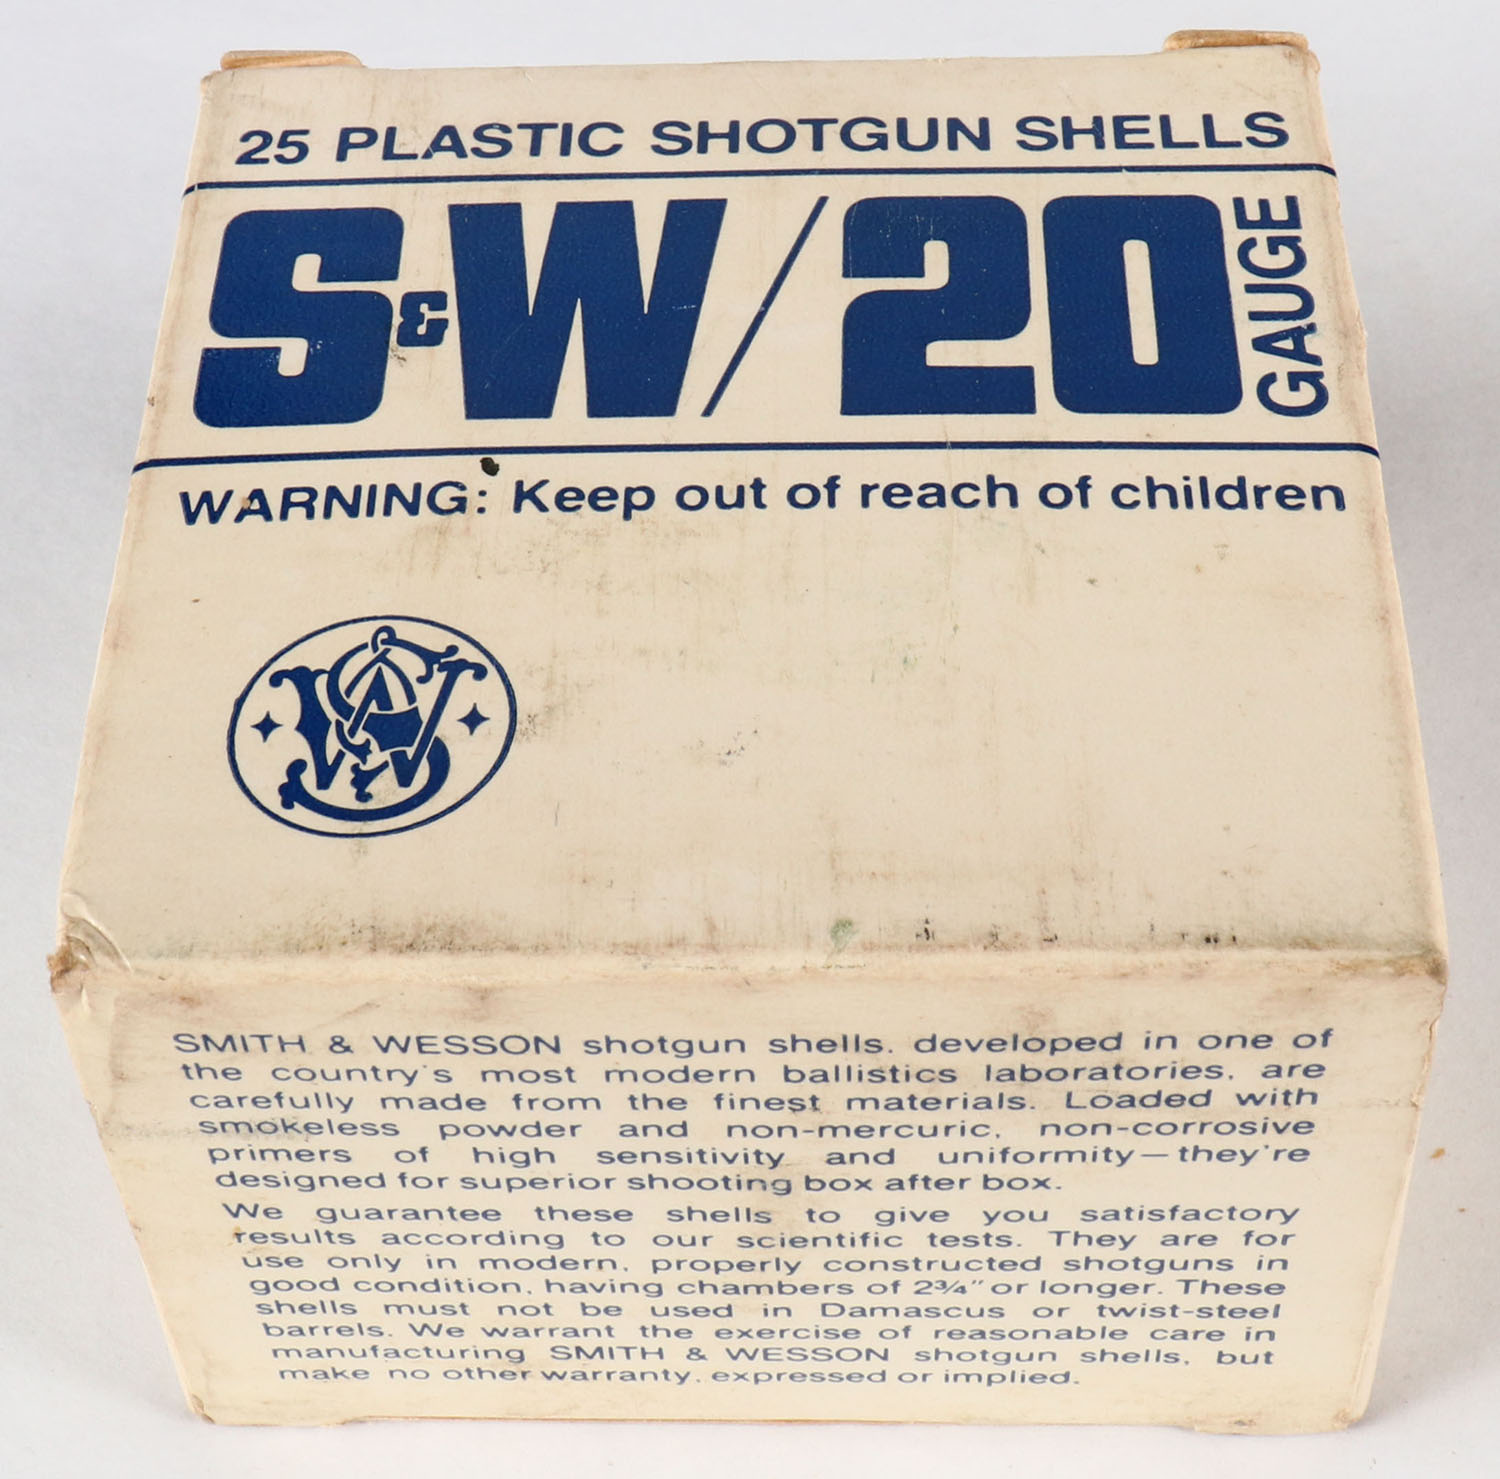 25 PLASTIC SHOTGUN SHELLS
S&W/20 GAUGE
WARNING: Keep out of reach of children
SMITH & WESSON shotgun shells, developed in one of
the country's most modern ballistics laboratories, are
carefully made from the finest materials. Loaded with
smokeless powder and non-mercuric, non-corrosive
primers of high sensitivity and uniformity—they're
designed for superior shooting box after box.
We guarantee these shells to give you satisfactory
results according to our scientific tests. They are for
use only in modern, properly constructed shotguns in
good condition, having chambers of 2¾" or longer. These
shells must not be used in Damascus or twist-steel
barrels. We warrant the exercise of reasonable care in
manufacturing SMITH & WESSON shotgun shells, but
make no other warranty, expressed or implied.